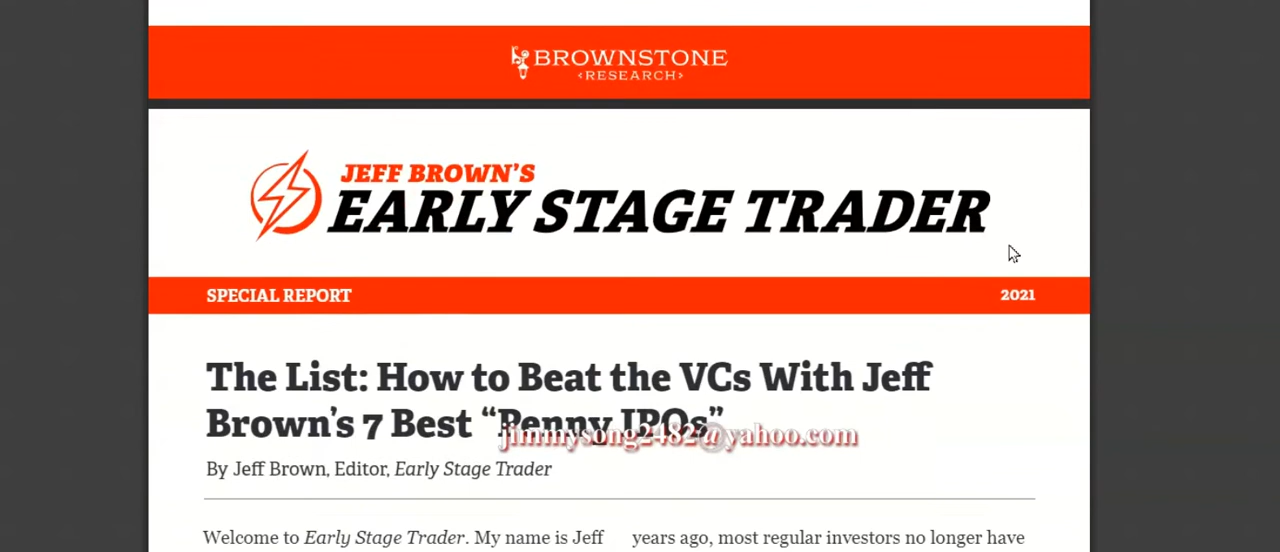 BROWNSTONE
<RESEARCH>
JEFF BROWN'S
EARLY STAGE TRADER
SPECIAL REPORT 2021
The List: How to Beat the VCs With Jeff
Brown's 7 Best “Penny IPOs”
jimmysong2482@yahoo.com
By Jeff Brown, Editor, Early Stage Trader
Welcome to Early Stage Trader. My name is Jeff
years ago, most regular investors no longer have